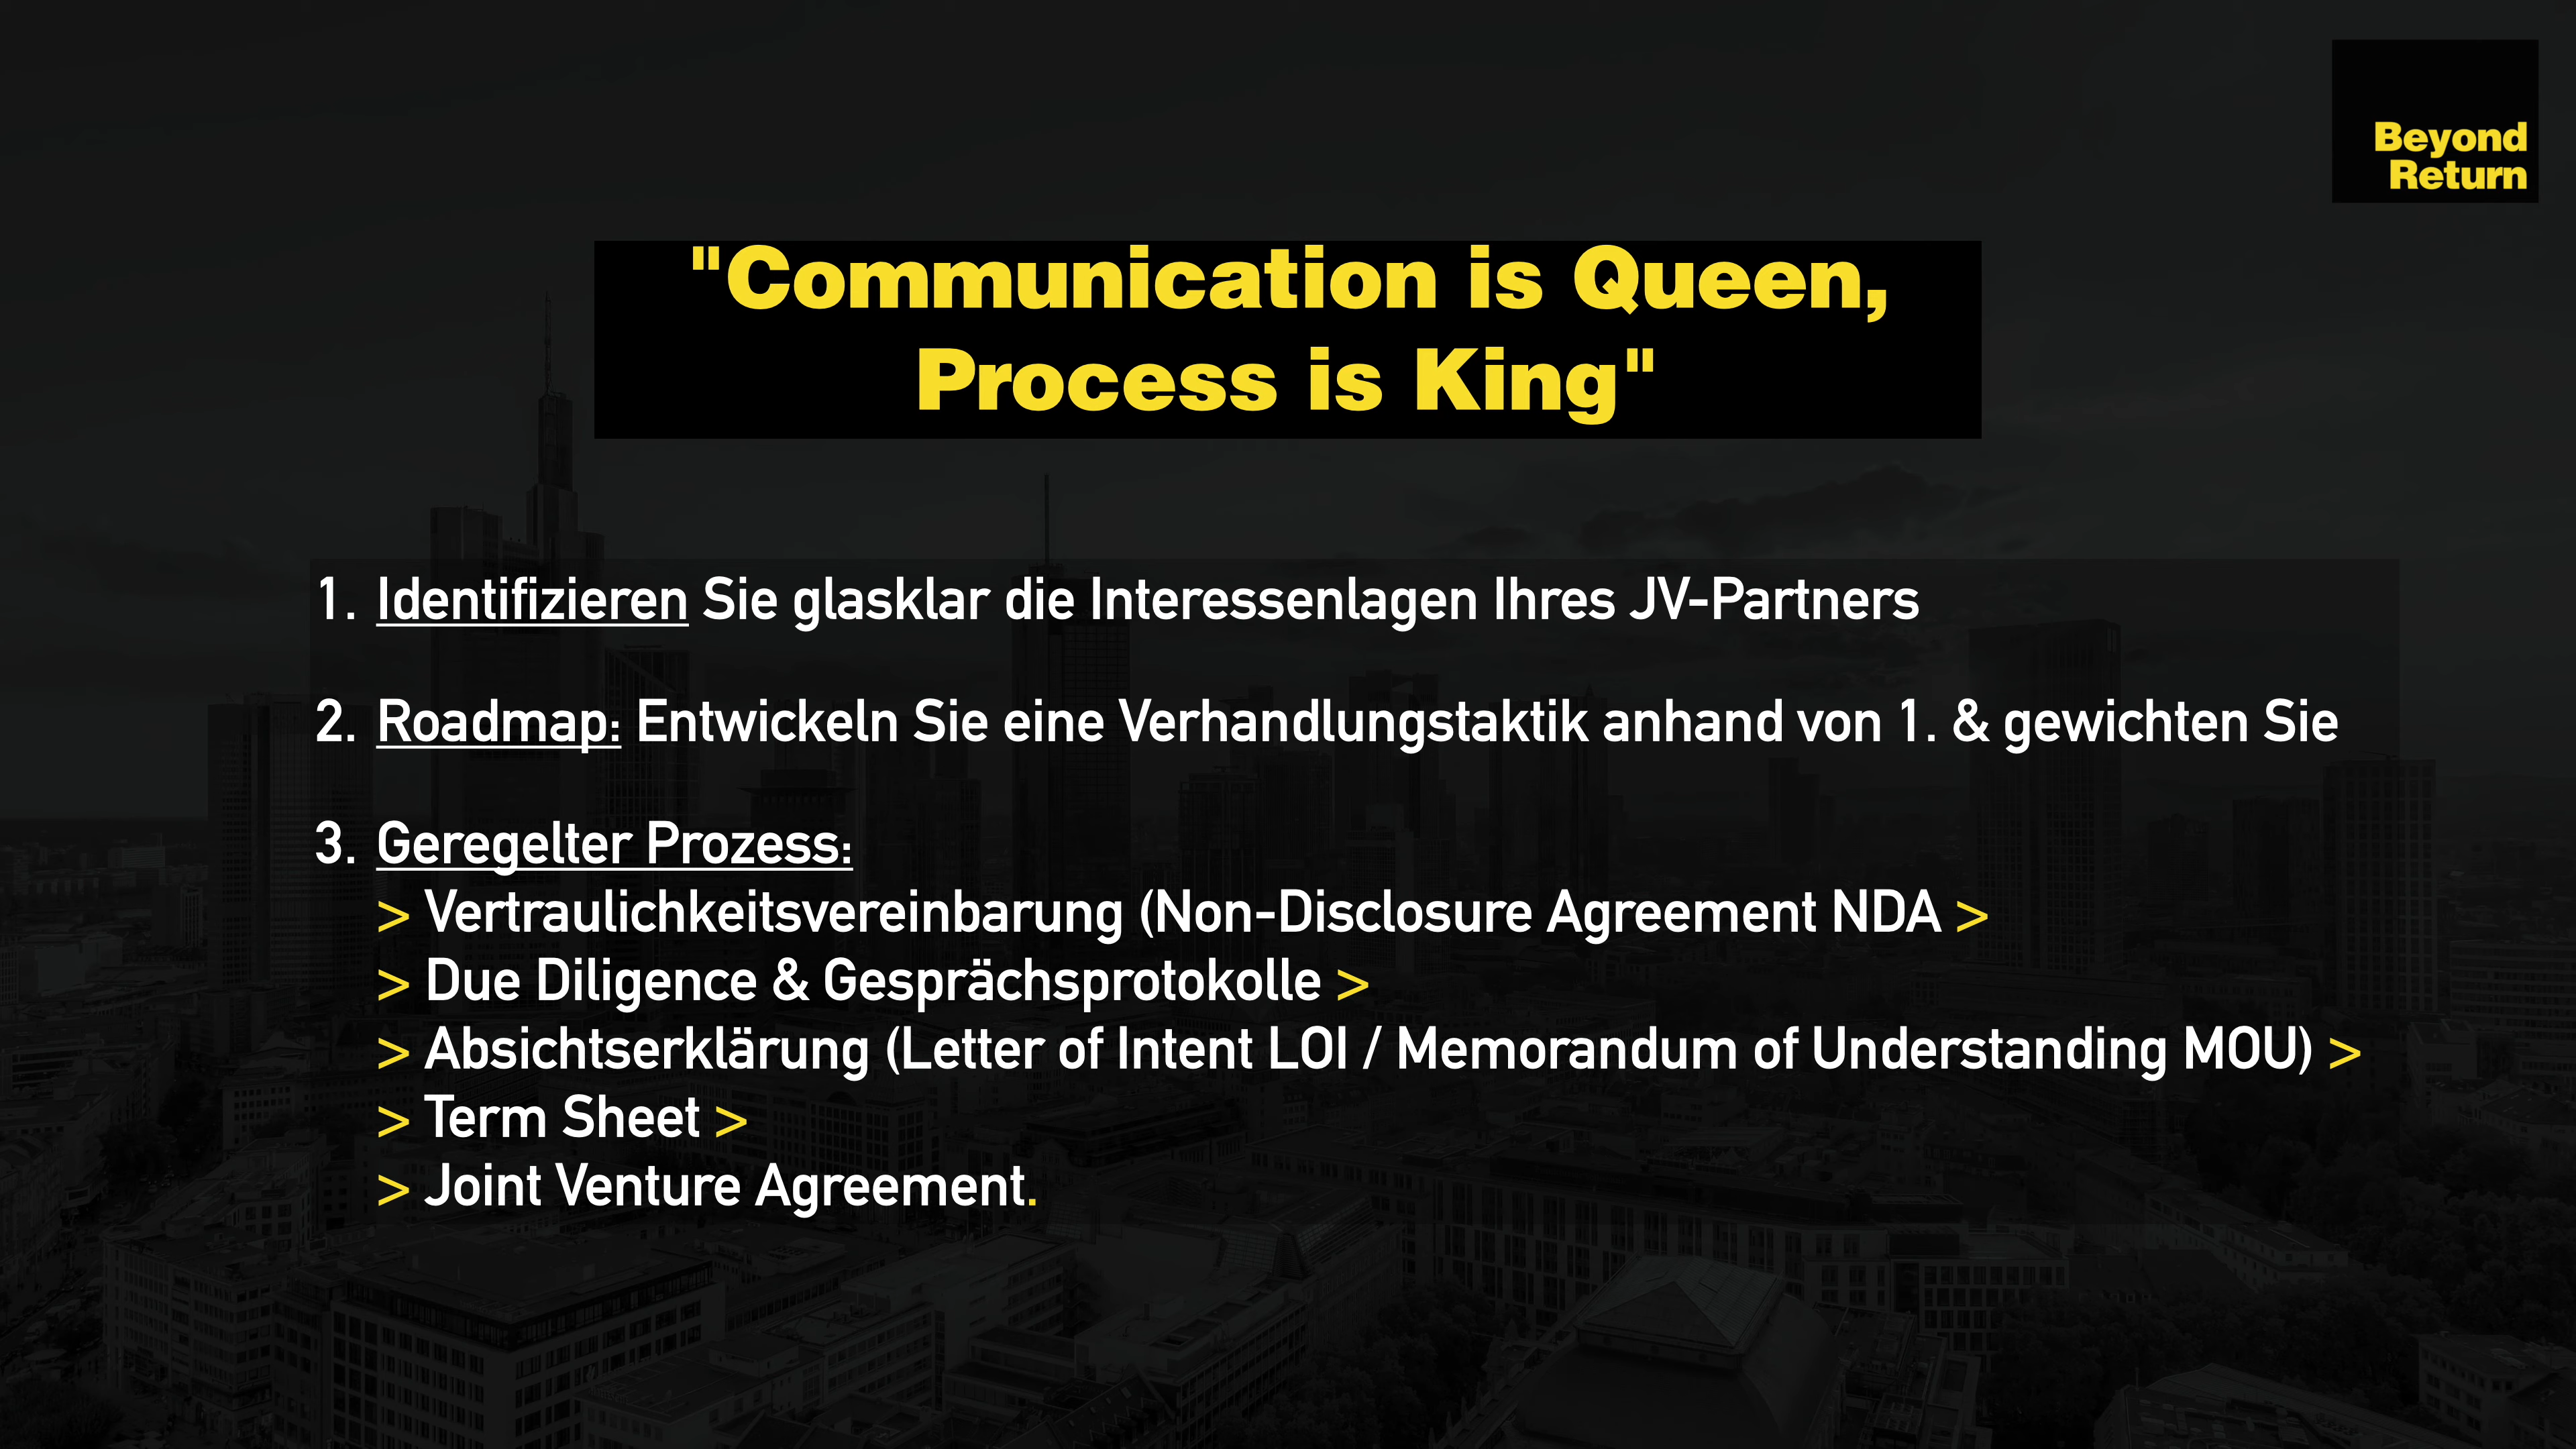 Beyond
Return
"Communication is Queen,
Process is King"
1. Identifizieren Sie glasklar die Interessenlagen Ihres JV-Partners
2. Roadmap: Entwickeln Sie eine Verhandlungstaktik anhand von 1. & gewichten Sie
3. Geregelter Prozess:
> Vertraulichkeitsvereinbarung (Non-Disclosure Agreement NDA >
> Due Diligence & Gesprächsprotokolle >
> Absichtserklärung (Letter of Intent LOI / Memorandum of Understanding MOU) >
> Term Sheet >
> Joint Venture Agreement.